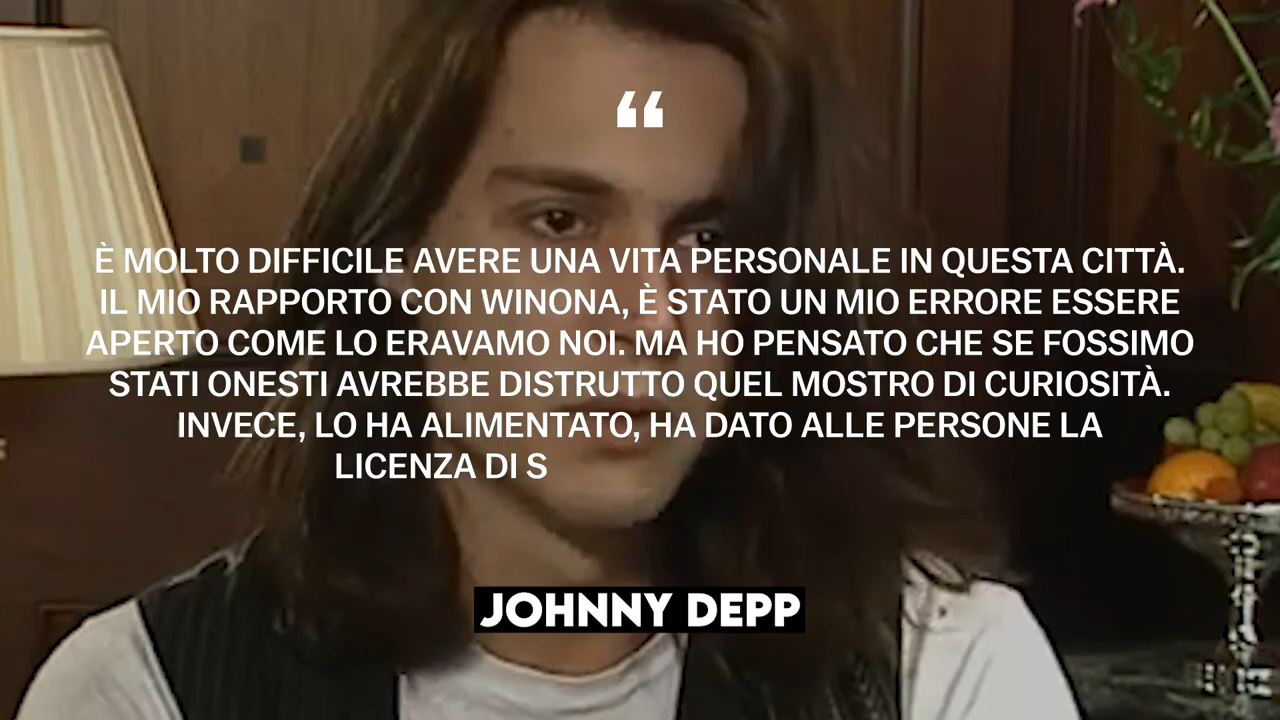 “
È MOLTO DIFFICILE AVERE UNA VITA PERSONALE IN QUESTA CITTÀ.
IL MIO RAPPORTO CON WINONA, È STATO UN MIO ERRORE ESSERE
APERTO COME LO ERAVAMO NOI. MA HO PENSATO CHE SE FOSSIMO
STATI ONESTI AVREBBE DISTRUTTO QUEL MOSTRO DI CURIOSITÀ.
INVECE, LO HA ALIMENTATO, HA DATO ALLE PERSONE LA
LICENZA DI S
JOHNNY DEPP